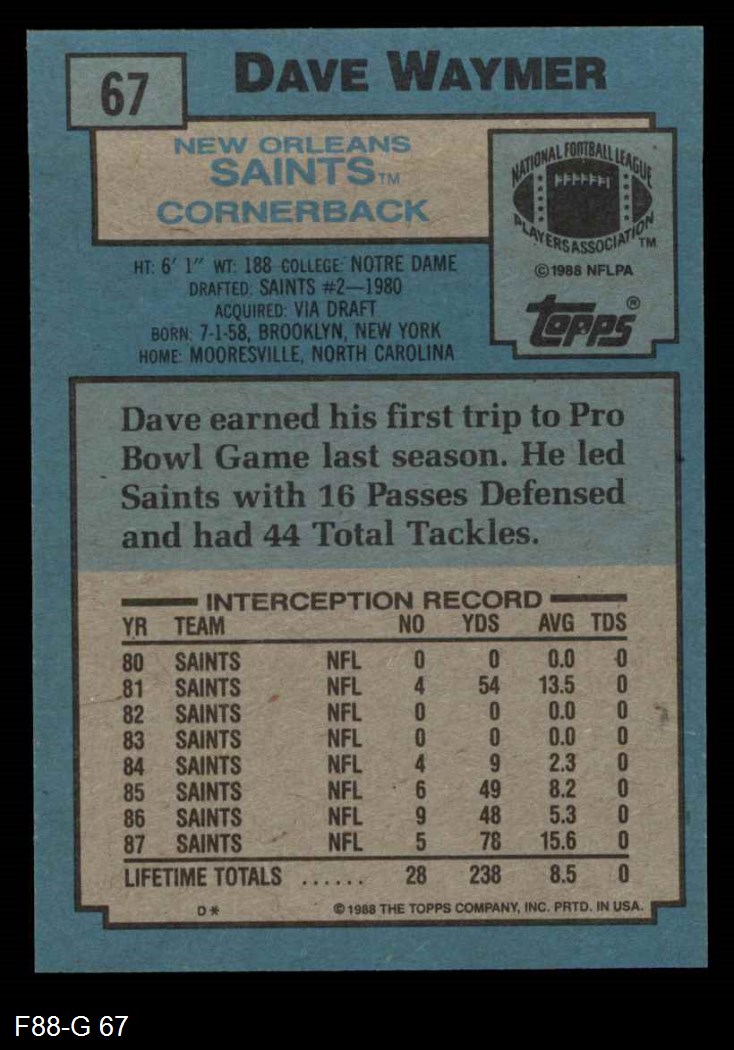 67
DAVE WAYMER
NEW ORLEANS
SAINTS TM
CORNERBACK
NATIONAL FOOTBALL LEAGUE
PLAYERS ASSOCIATION TM
©1988 NFLPA
Topps®
HT: 6' 1" WT: 188 COLLEGE: NOTRE DAME
DRAFTED: SAINTS #2—1980
ACQUIRED: VIA DRAFT
BORN: 7-1-58, BROOKLYN, NEW YORK
HOME: MOORESVILLE, NORTH CAROLINA
Dave earned his first trip to Pro
Bowl Game last season. He led
Saints with 16 Passes Defensed
and had 44 Total Tackles.
INTERCEPTION RECORD
YR TEAM NO YDS AVG TDS
80 SAINTS NFL 0 0 0.0 0
81 SAINTS NFL 4 54 13.5 0
82 SAINTS NFL 0 0 0.0 0
83 SAINTS NFL 0 0 0.0 0
84 SAINTS NFL 4 9 2.3 0
85 SAINTS NFL 6 49 8.2 0
86 SAINTS NFL 9 48 5.3 0
87 SAINTS NFL 5 78 15.6 0
LIFETIME TOTALS ...... 28 238 8.5 0
D* ©1988 THE TOPPS COMPANY, INC. PRTD. IN USA.
F88-G 67